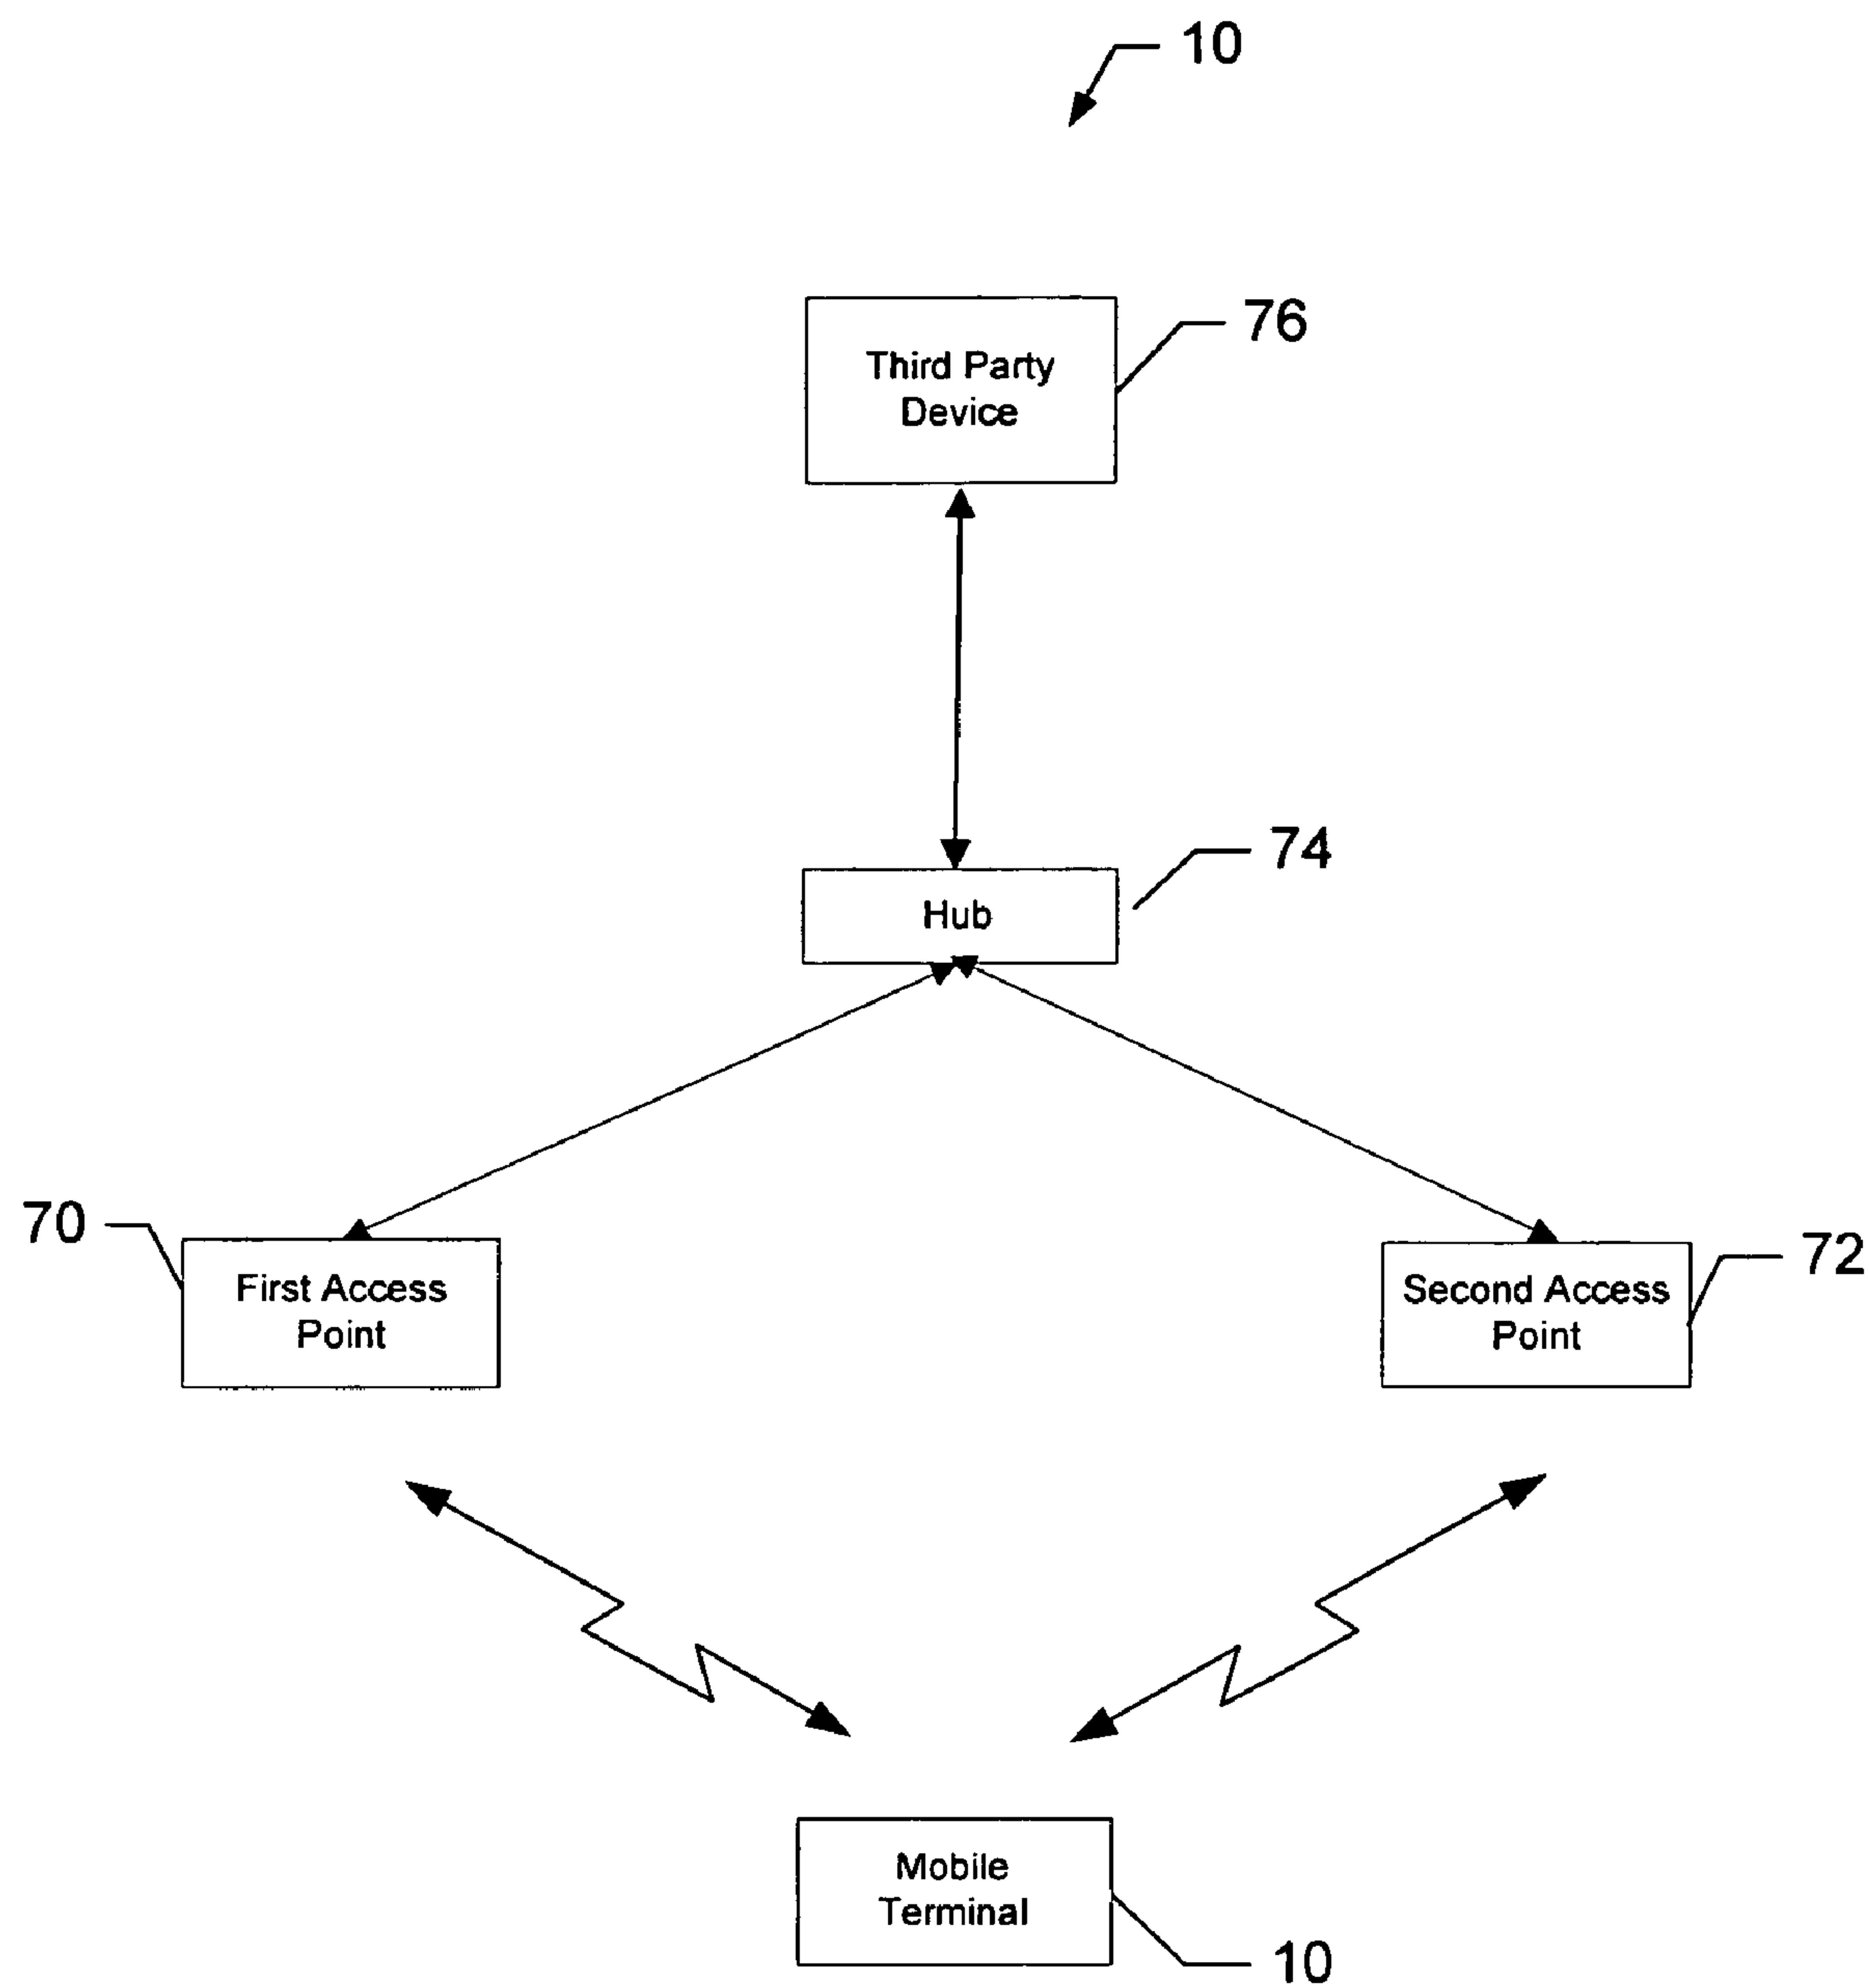 10
76
Third Party
Device
74
Hub
70
First Access
Point
72
Second Access
Point
Mobile
Terminal
10